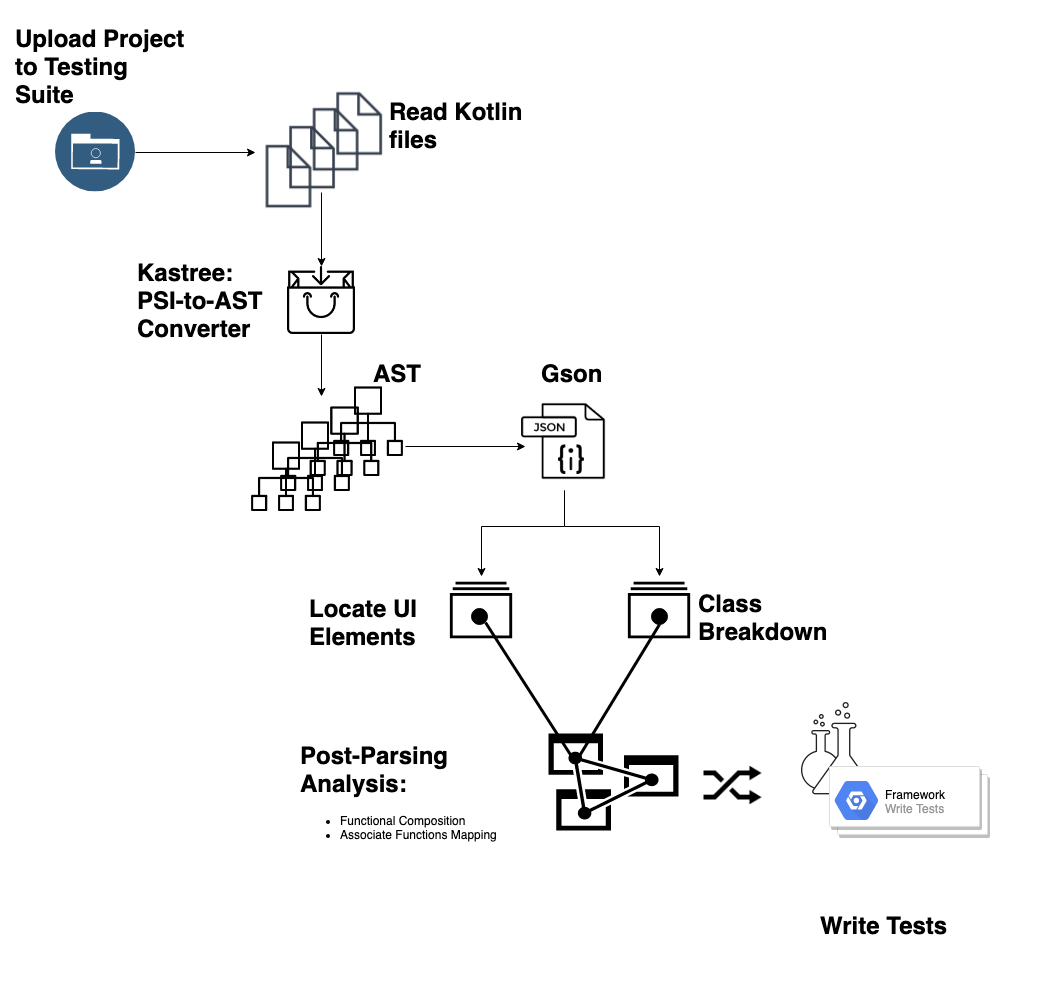 Upload Project
to Testing
Suite
Read Kotlin
files
Kastree:
PSI-to-AST
Converter
AST
Gson
JSON
{i}
Locate UI
Elements
Class
Breakdown
Post-Parsing
Analysis:
• Functional Composition
• Associate Functions Mapping
Framework
Write Tests
Write Tests